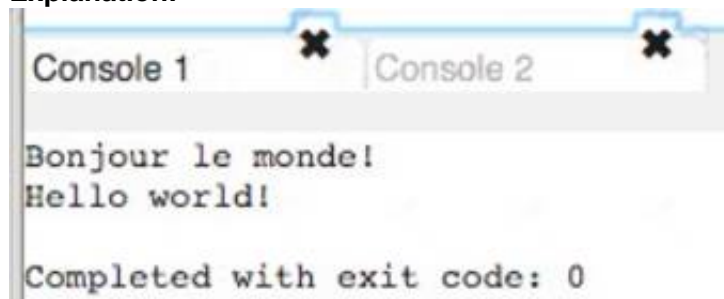 Explanation:
Console 1 Console 2
Bonjour le monde!
Hello world!
Completed with exit code: 0